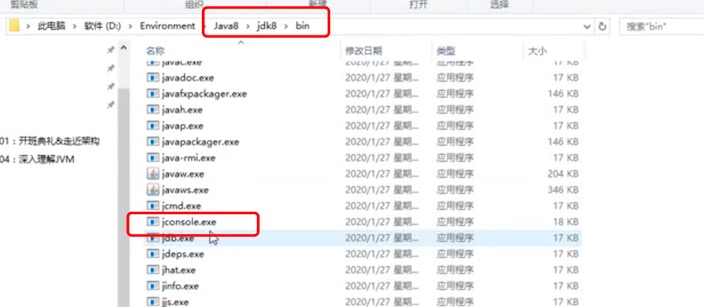 剪贴板 组织 新建 打开 选择
此电脑 › 软件 (D:) › Environment › Java8 › jdk8 › bin 搜索"bin"
名称 修改日期 类型 大小
javac.exe 2020/1/27 星期... 应用程序 17 KB
javadoc.exe 2020/1/27 星期... 应用程序 17 KB
javafxpackager.exe 2020/1/27 星期... 应用程序 146 KB
javah.exe 2020/1/27 星期... 应用程序 17 KB
javap.exe 2020/1/27 星期... 应用程序 17 KB
01：开班典礼&走近架构 javapackager.exe 2020/1/27 星期... 应用程序 146 KB
04：深入理解JVM java-rmi.exe 2020/1/27 星期... 应用程序 17 KB
javaw.exe 2020/1/27 星期... 应用程序 204 KB
javaws.exe 2020/1/27 星期... 应用程序 346 KB
jcmd.exe 2020/1/27 星期... 应用程序 17 KB
jconsole.exe 2020/1/27 星期... 应用程序 18 KB
jdb.exe 2020/1/27 星期... 应用程序 17 KB
jdeps.exe 2020/1/27 星期... 应用程序 17 KB
jhat.exe 2020/1/27 星期... 应用程序 17 KB
jinfo.exe 2020/1/27 星期... 应用程序 17 KB
jjs.exe 2020/1/27 星期... 应用程序 17 KB